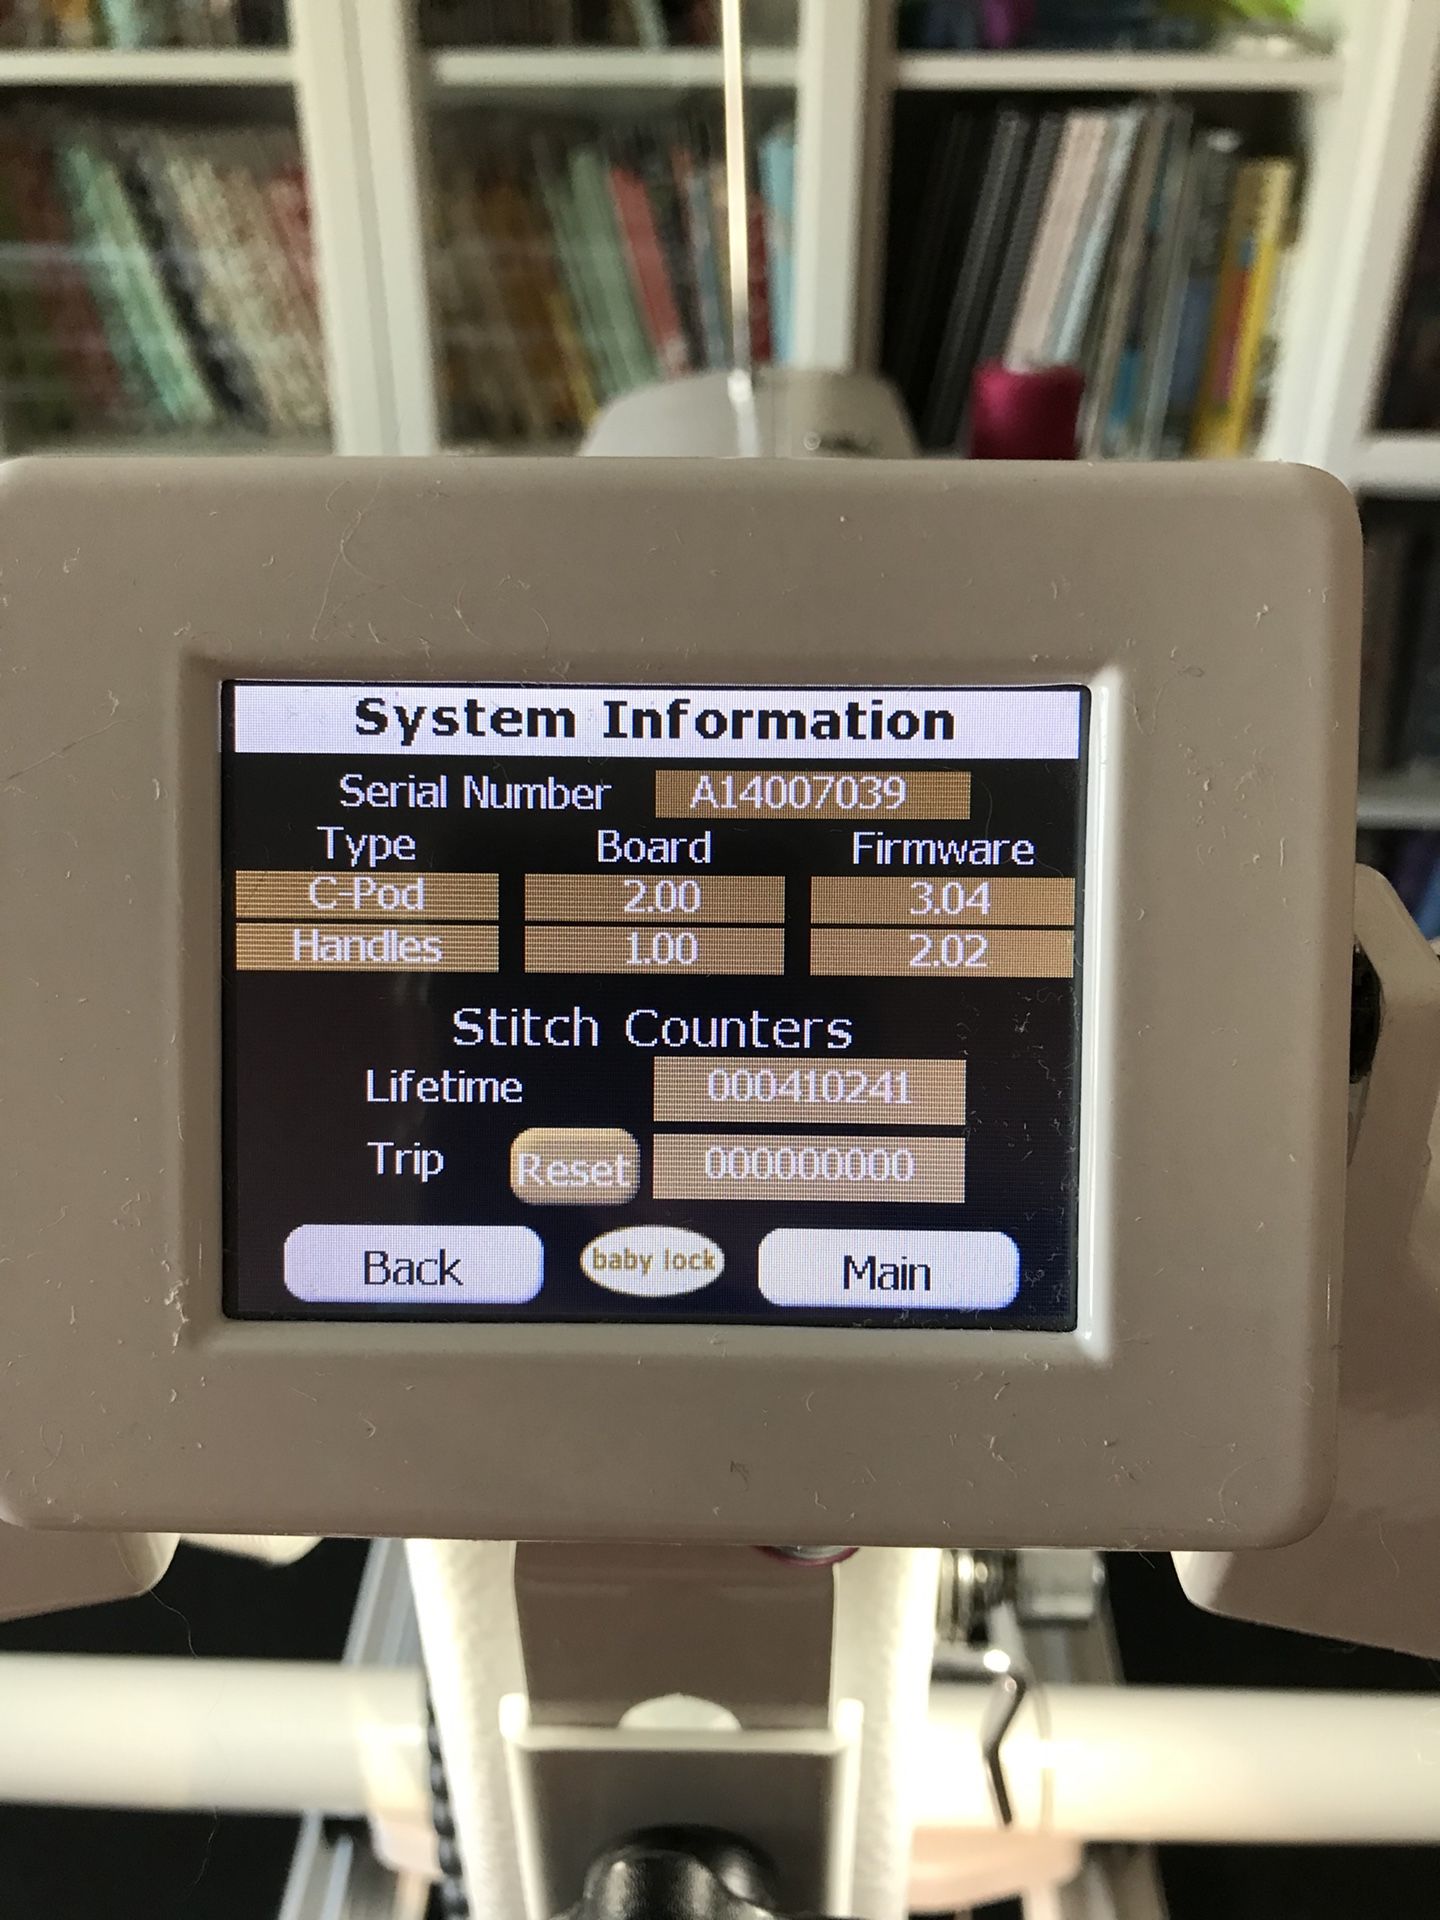 System Information
Serial Number A14007039
Type Board Firmware
C-Pod 2.00 3.04
Handles 1.00 2.02
Stitch Counters
Lifetime 000410241
Trip Reset 000000000
Back baby lock Main